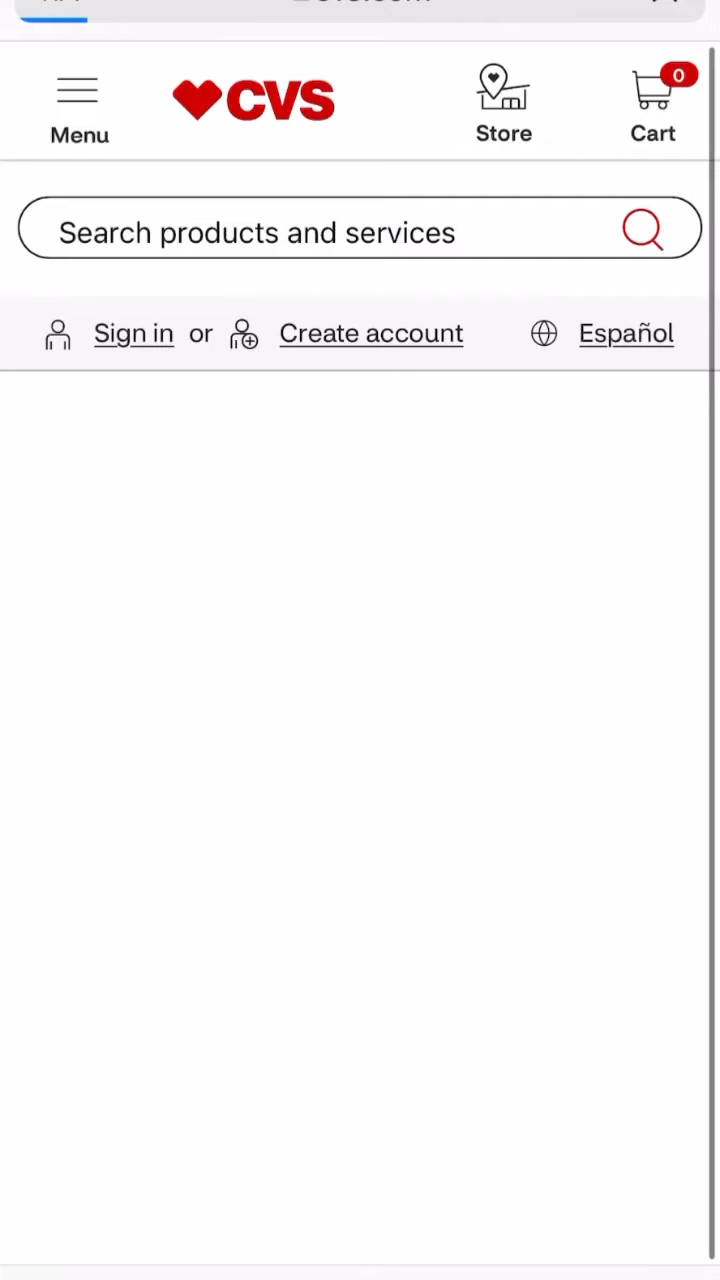 CVS
0
Menu
Store
Cart
Search products and services
Sign in or Create account
Español